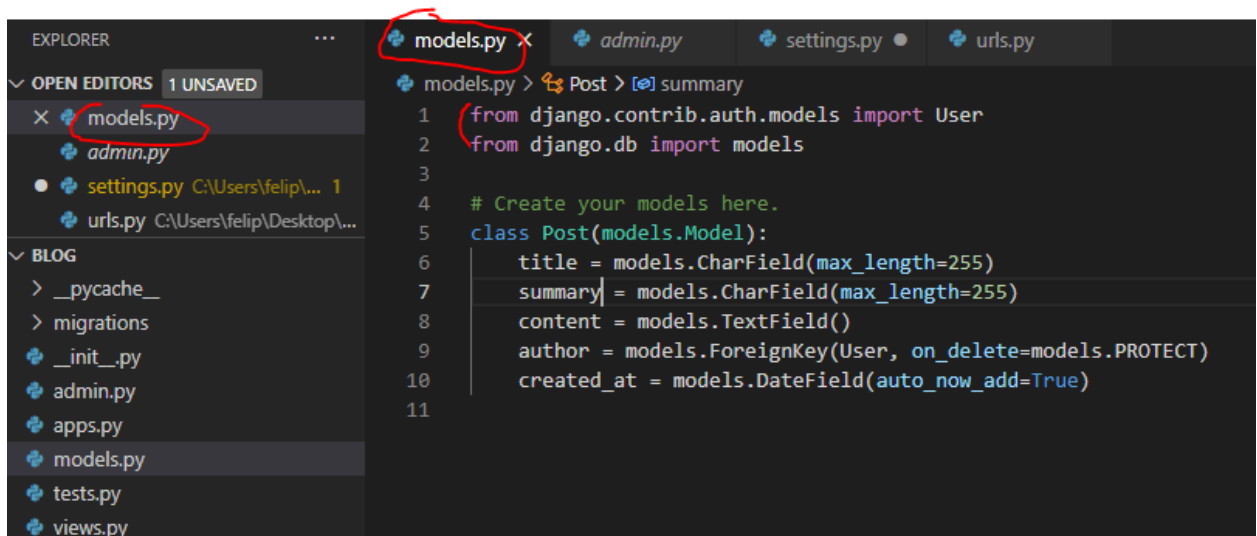 EXPLORER ...
OPEN EDITORS 1 UNSAVED
models.py
admin.py
settings.py C:\Users\felip\... 1
urls.py C:\Users\felip\Desktop\...
BLOG
__pycache__
migrations
__init__.py
admin.py
apps.py
models.py
tests.py
views.py
models.py admin.py settings.py urls.py
models.py > Post > summary
1 from django.contrib.auth.models import User
2 from django.db import models
3
4 # Create your models here.
5 class Post(models.Model):
6     title = models.CharField(max_length=255)
7     summary = models.CharField(max_length=255)
8     content = models.TextField()
9     author = models.ForeignKey(User, on_delete=models.PROTECT)
10     created_at = models.DateField(auto_now_add=True)
11